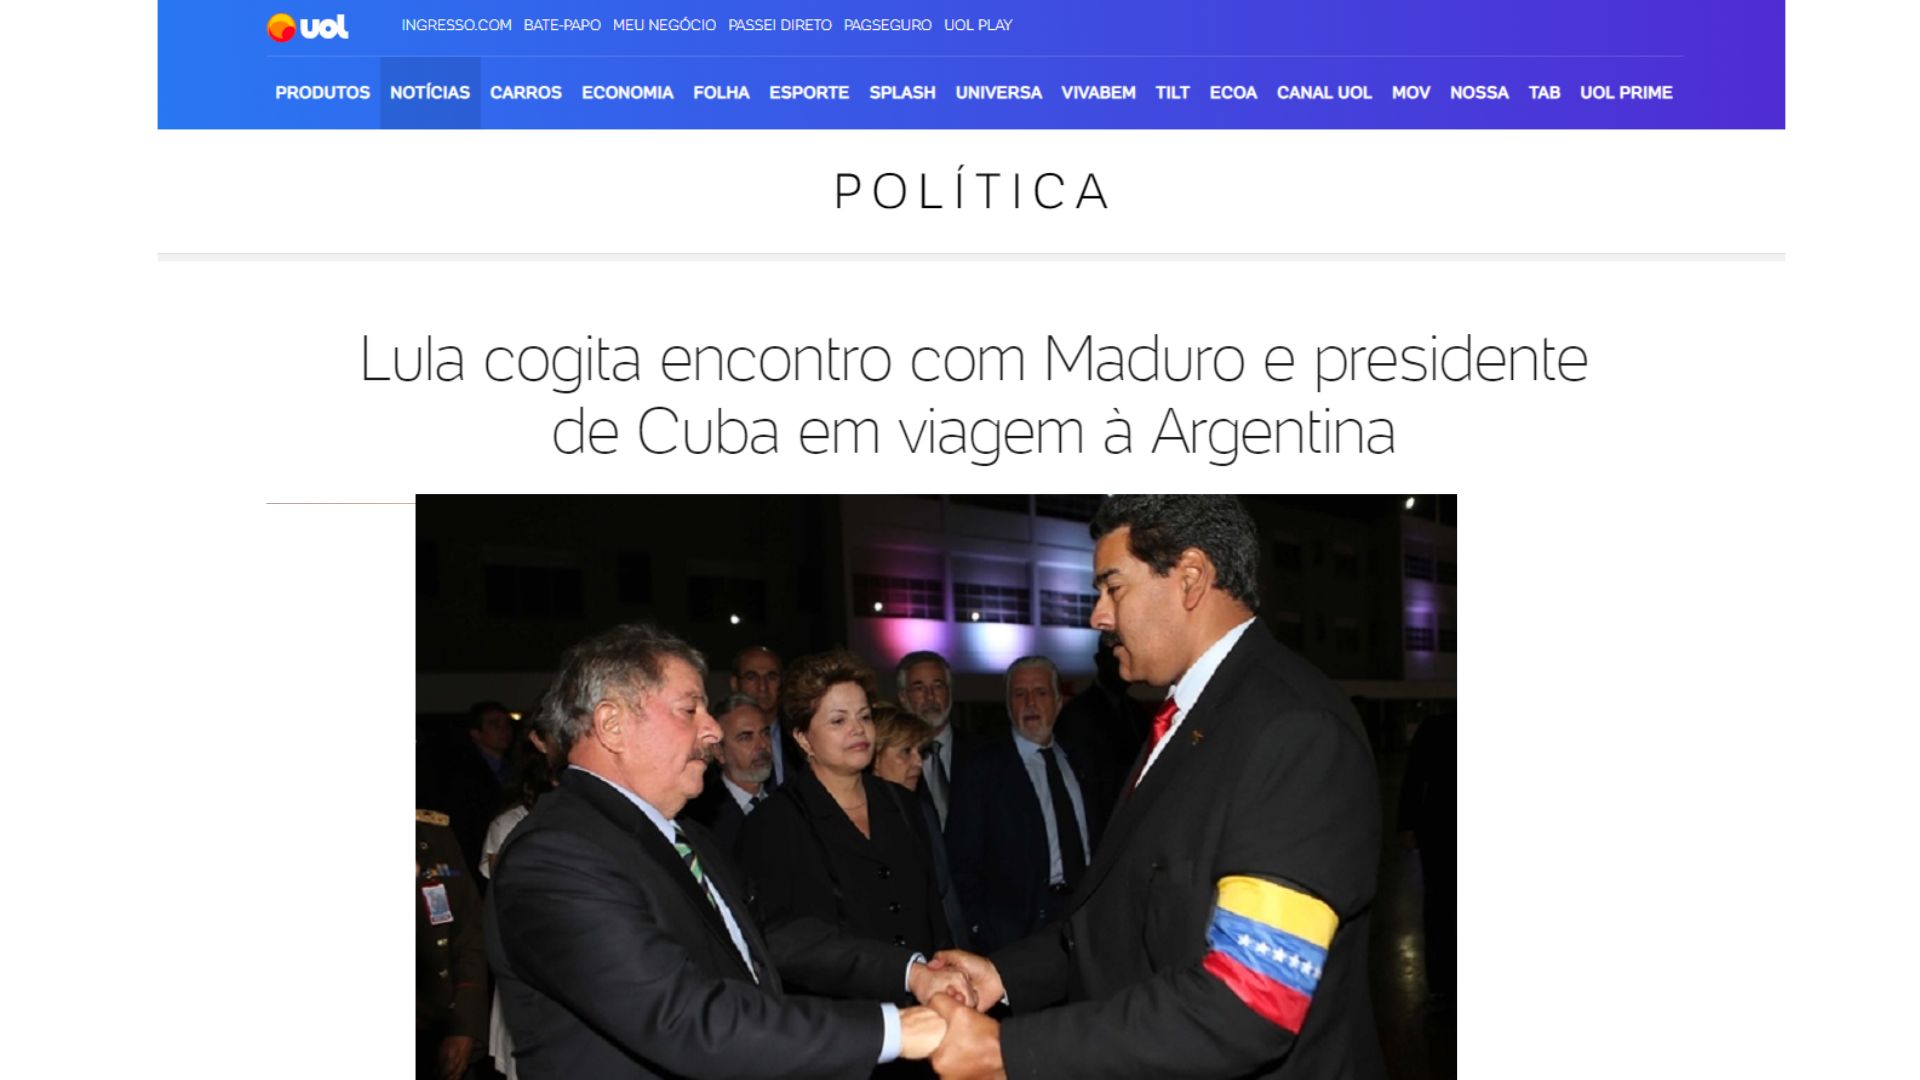 uol
INGRESSO.COM BATE-PAPO MEU NEGÓCIO PASSEI DIRETO PAGSEGURO UOL PLAY
PRODUTOS NOTÍCIAS CARROS ECONOMIA FOLHA ESPORTE SPLASH UNIVERSA VIVABEM TILT ECOA CANAL UOL MOV NOSSA TAB UOL PRIME
POLÍTICA
Lula cogita encontro com Maduro e presidente
de Cuba em viagem à Argentina